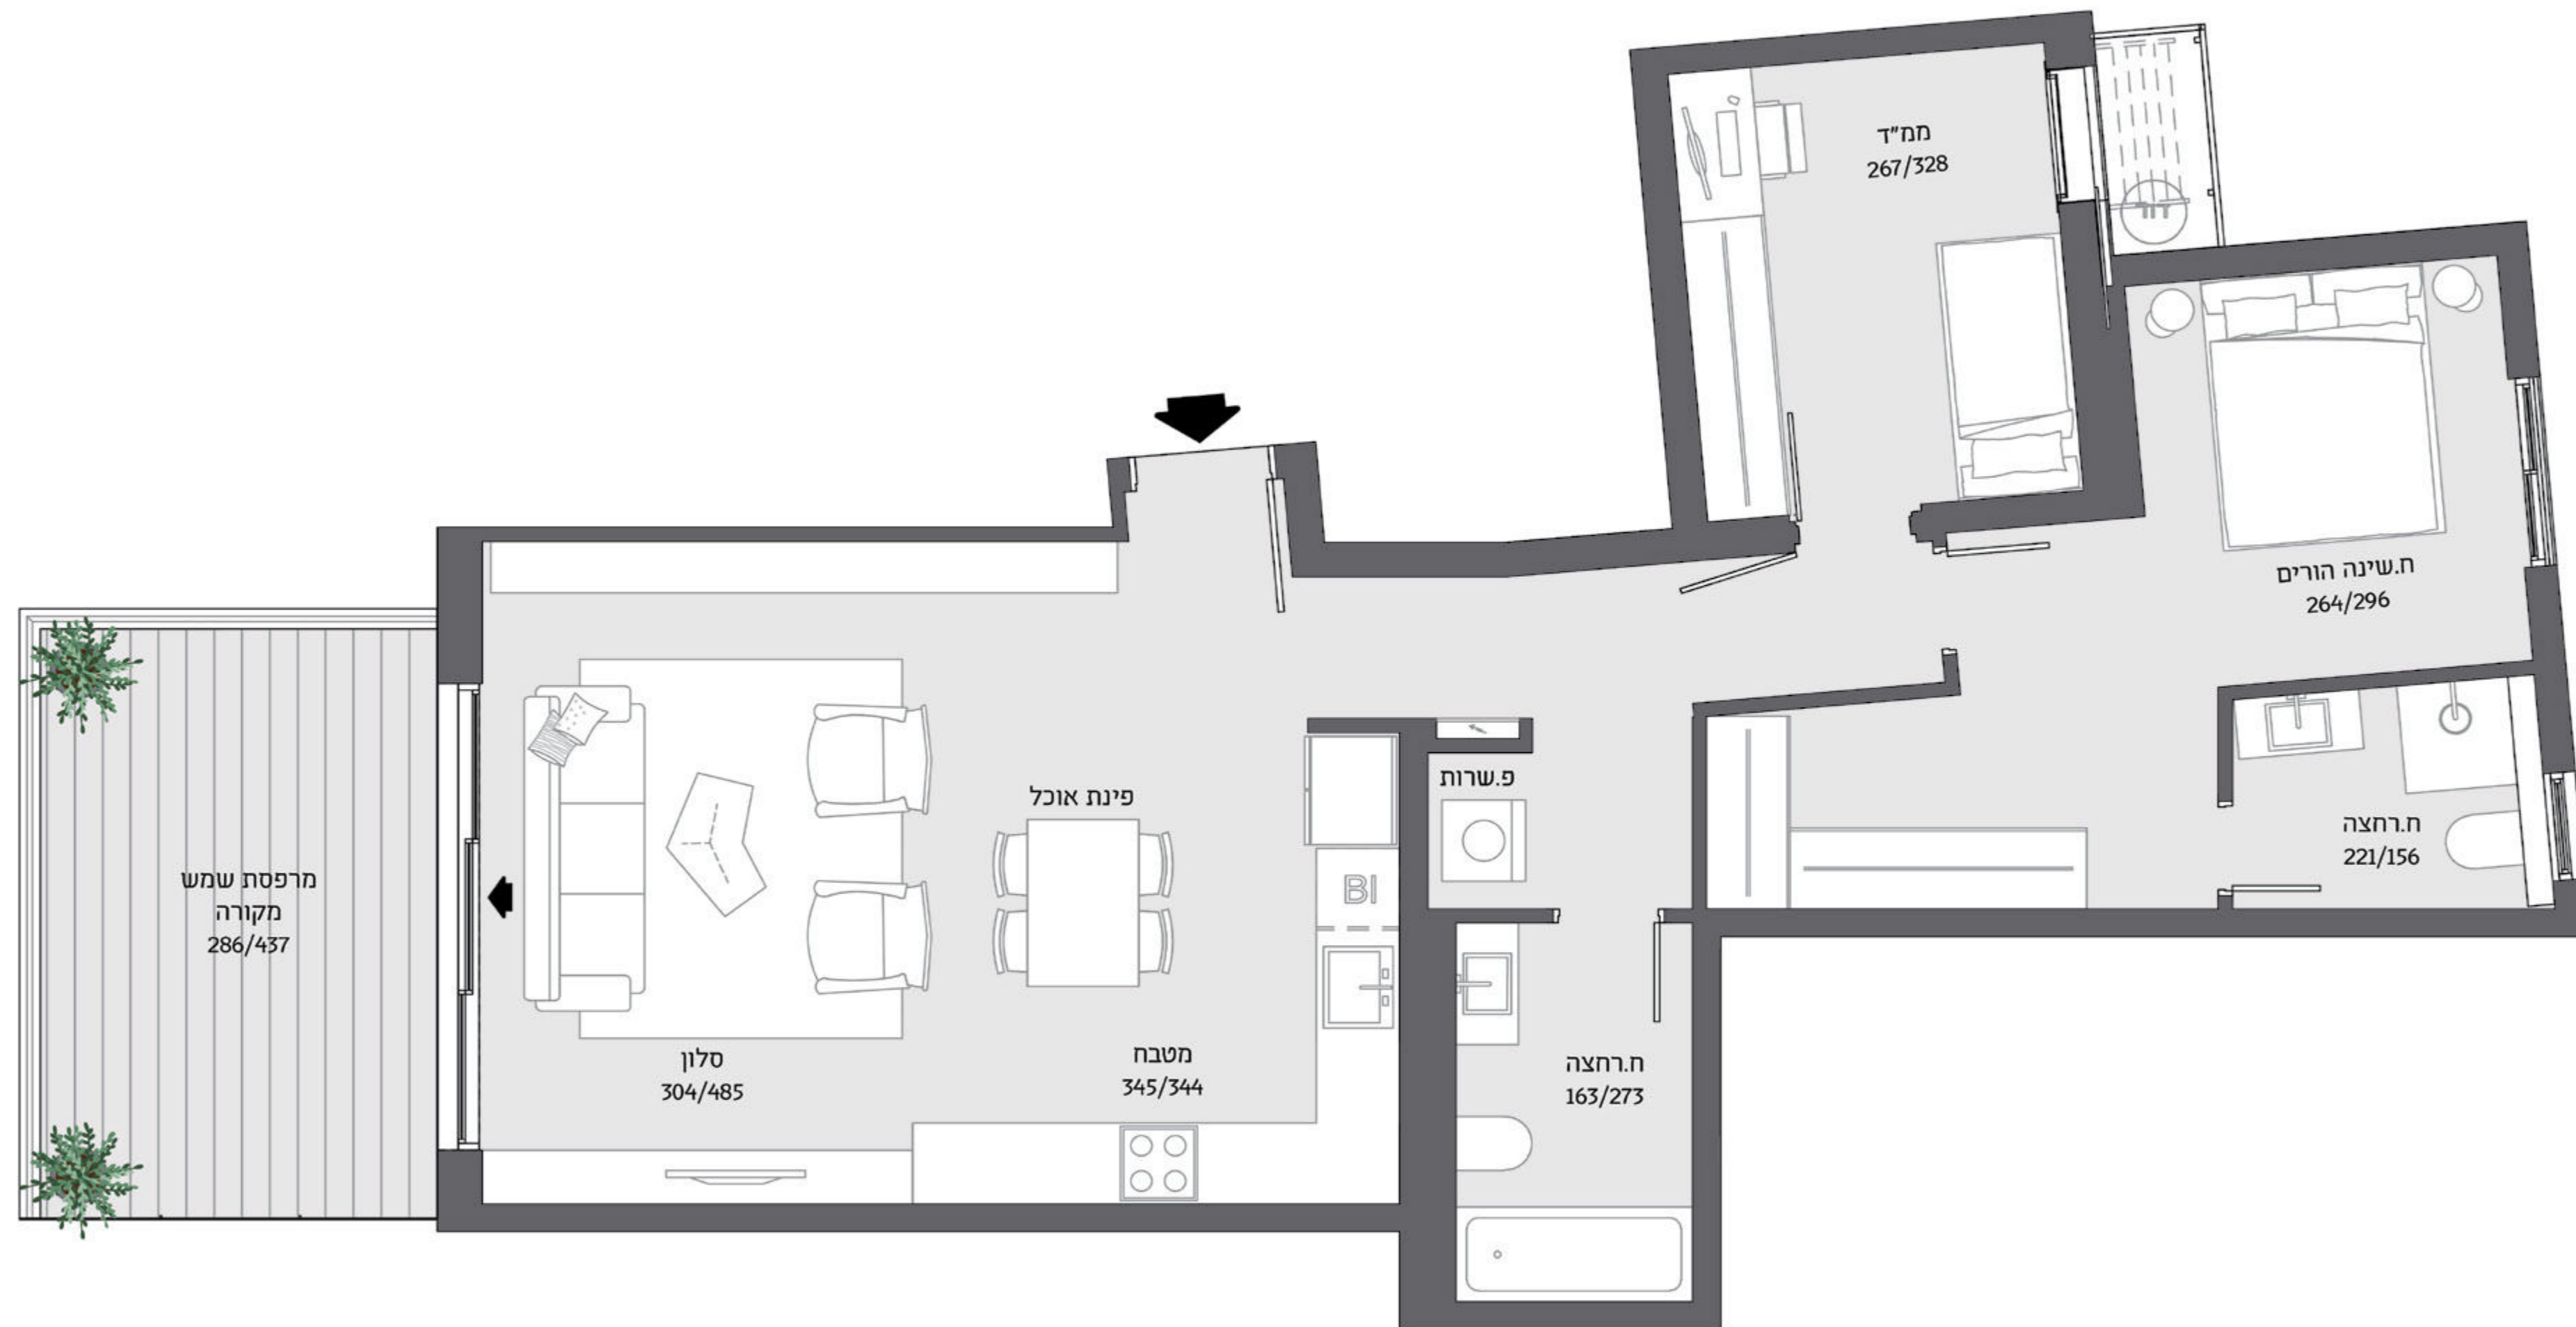 ממ"ד
267/328
דוד
ח.שינה הורים
264/296
פ.שרות
פינת אוכל
ח.רחצה
221/156
מרפסת שמש
מקורה
286/437
BI
סלון
304/485
מטבח
345/344
ח.רחצה
163/273